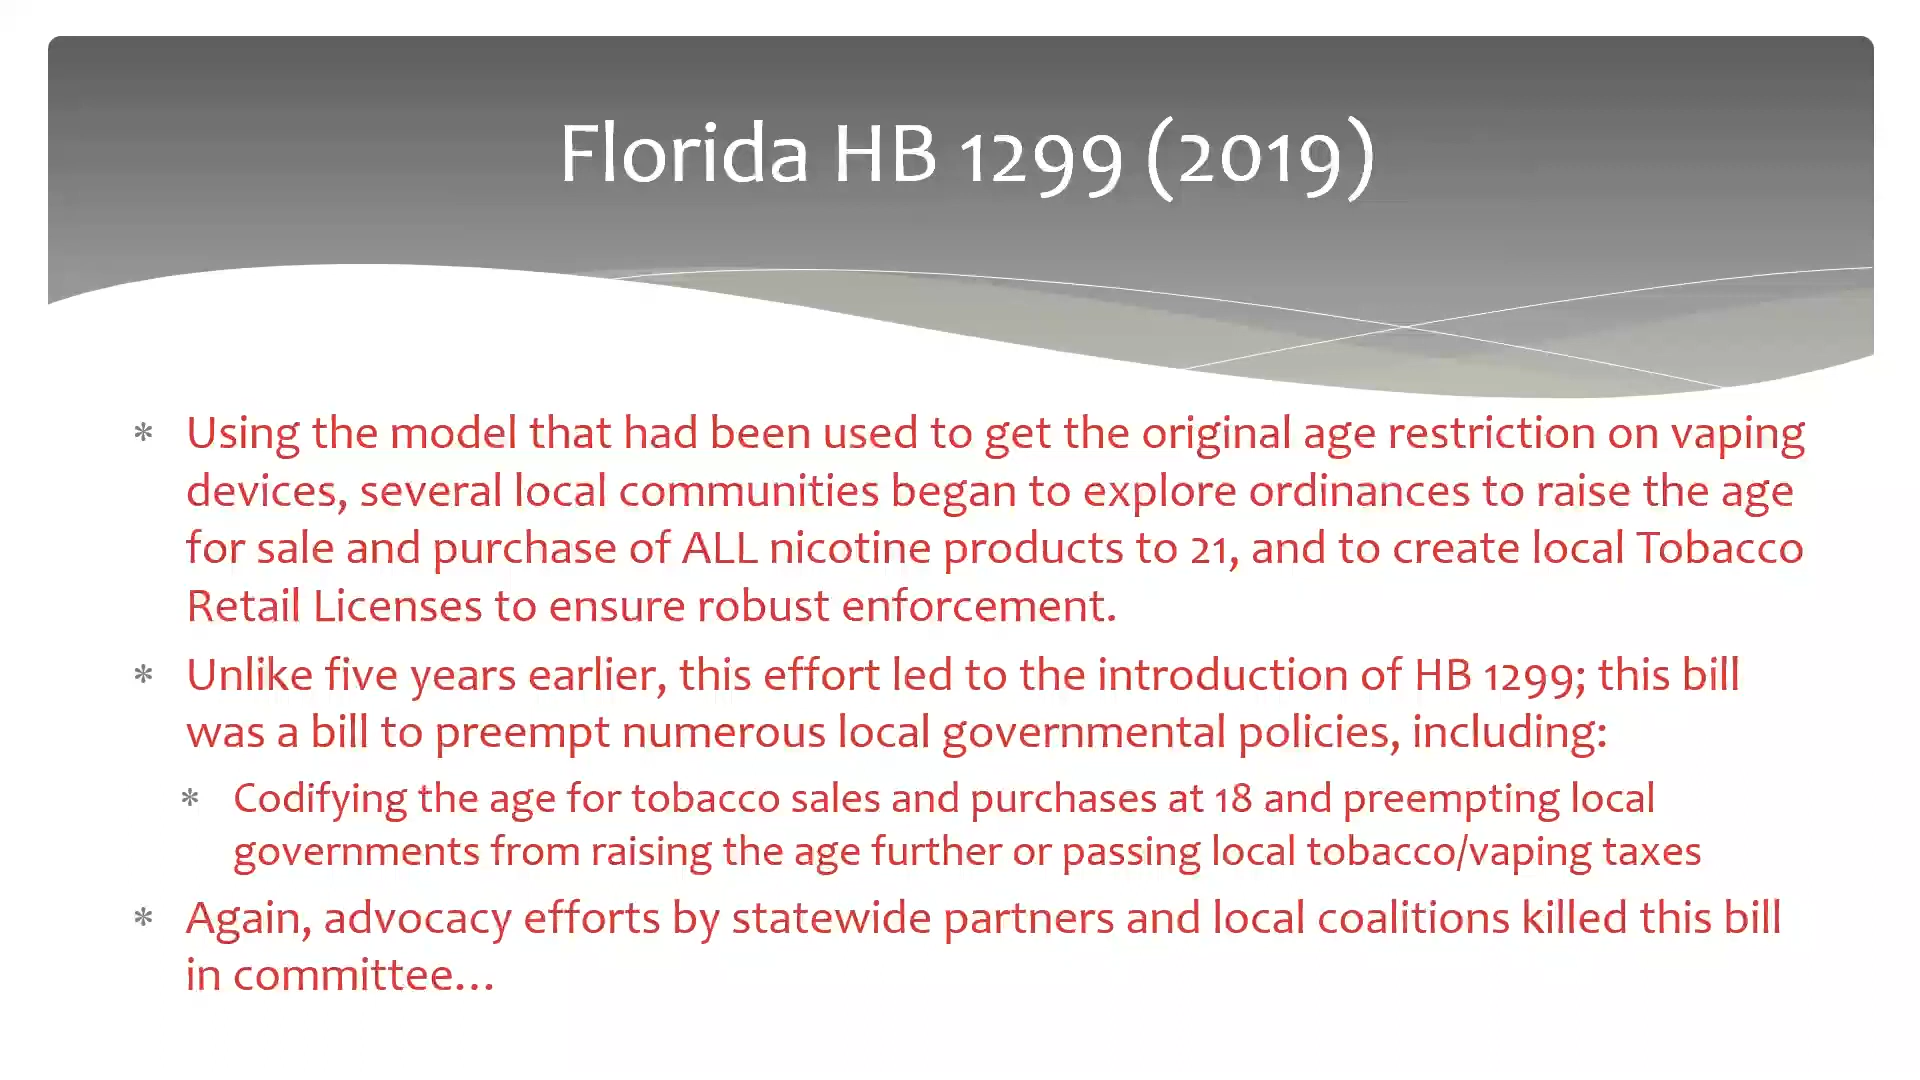 Florida HB 1299 (2019)
* Using the model that had been used to get the original age restriction on vaping
devices, several local communities began to explore ordinances to raise the age
for sale and purchase of ALL nicotine products to 21, and to create local Tobacco
Retail Licenses to ensure robust enforcement.
* Unlike five years earlier, this effort led to the introduction of HB 1299; this bill
was a bill to preempt numerous local governmental policies, including:
* Codifying the age for tobacco sales and purchases at 18 and preempting local
governments from raising the age further or passing local tobacco/vaping taxes
* Again, advocacy efforts by statewide partners and local coalitions killed this bill
in committee…